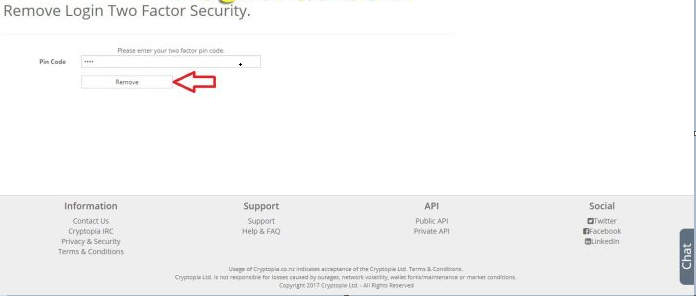 Remove Login Two Factor Security.
Please enter your two factor pin code.
Pin Code
Remove
Information Support API Social
Contact Us Support Public API Twitter
Cryptopia IRC Help & FAQ Private API Facebook
Privacy & Security Linkedin
Terms & Conditions
Chat
Usage of Cryptopia.co.nz indicates acceptance of the Cryptopia Ltd. Terms & Conditions.
Cryptopia Ltd. is not responsible for losses caused by outages, network volatility, wallet forks/maintenance or market conditions.
Copyright 2017 Cryptopia Ltd. - All Rights Reserved